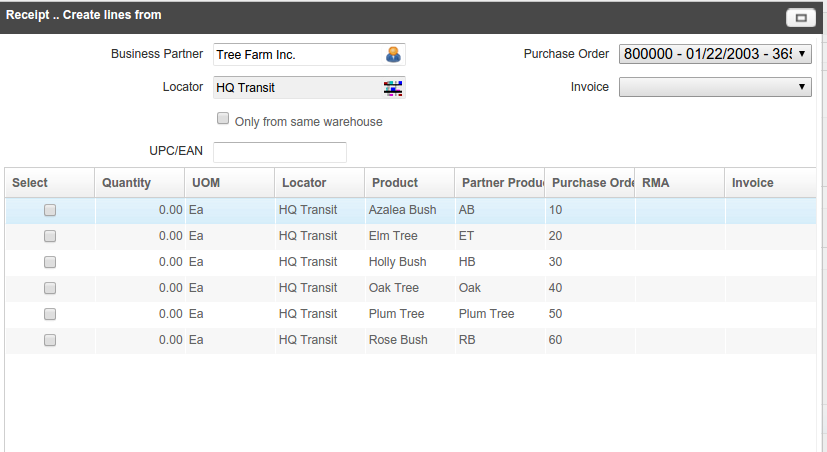 Receipt .. Create lines from
Business Partner Tree Farm Inc. Purchase Order 800000 - 01/22/2003 - 365
Locator HQ Transit Invoice
Only from same warehouse
UPC/EAN
Select Quantity UOM Locator Product Partner Produ Purchase Orde RMA Invoice
0.00 Ea HQ Transit Azalea Bush AB 10
0.00 Ea HQ Transit Elm Tree ET 20
0.00 Ea HQ Transit Holly Bush HB 30
0.00 Ea HQ Transit Oak Tree Oak 40
0.00 Ea HQ Transit Plum Tree Plum Tree 50
0.00 Ea HQ Transit Rose Bush RB 60